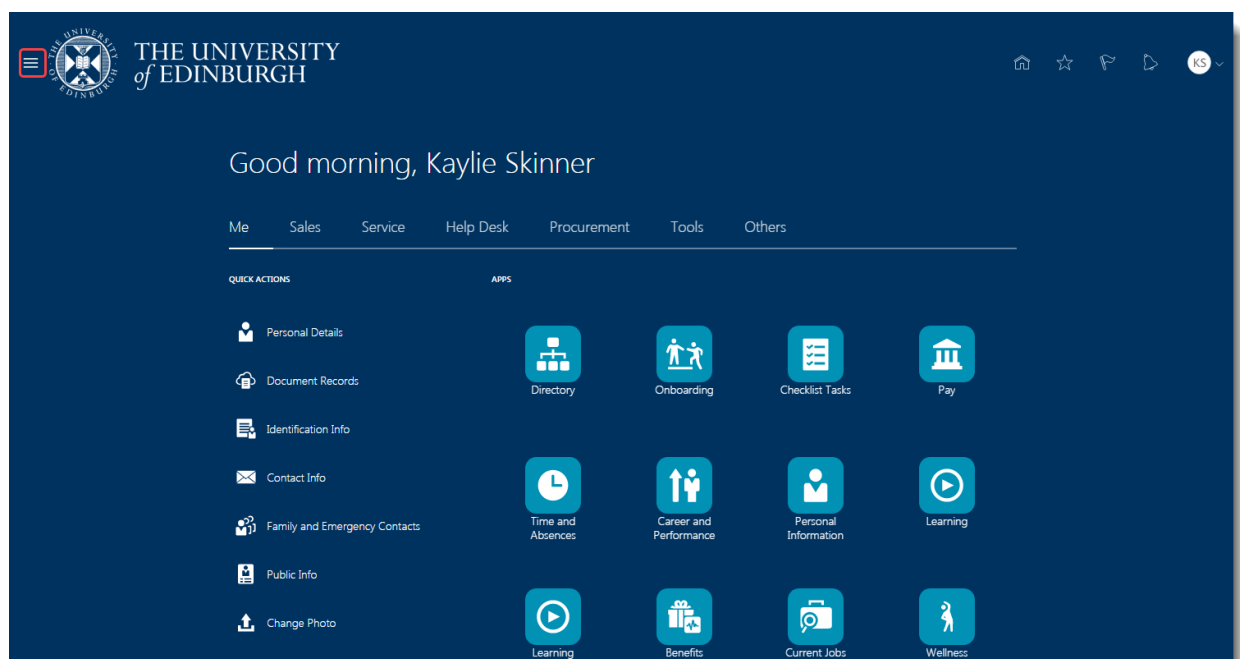 THE UNIVERSITY
of EDINBURGH
KS
Good morning, Kaylie Skinner
Me Sales Service Help Desk Procurement Tools Others
QUICK ACTIONS
APPS
Personal Details
Document Records
Identification Info
Contact Info
Family and Emergency Contacts
Public Info
Change Photo
Directory
Onboarding
Checklist Tasks
Pay
Time and
Absences
Career and
Performance
Personal
Information
Learning
Learning
Benefits
Current Jobs
Wellness